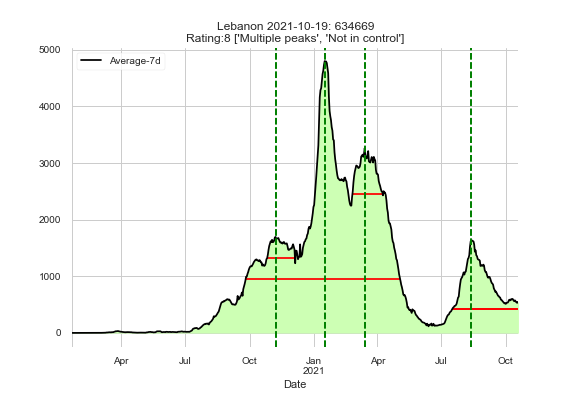 Lebanon 2021-10-19: 634669
Rating:8 ['Multiple peaks', 'Not in control']
Average-7d
5000
4000
3000
2000
1000
0
Apr Jul Oct Jan Apr Jul Oct
2021
Date